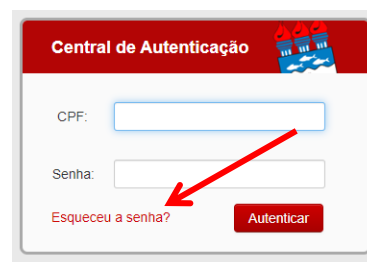 Central de Autenticação
CPF:
Senha:
Esqueceu a senha?
Autenticar